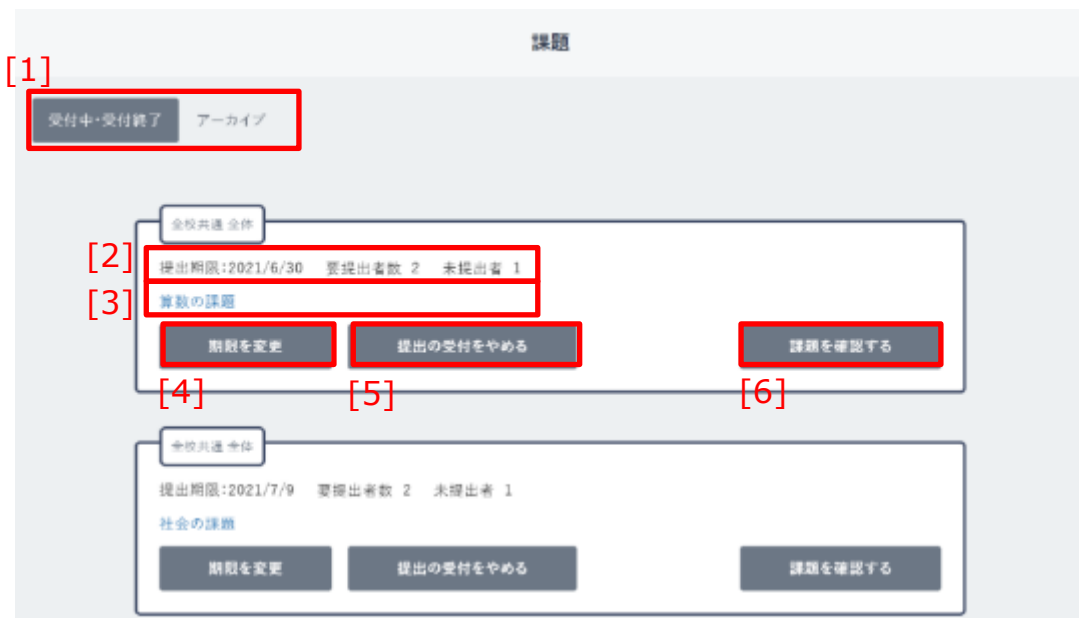 課題
[1]
受付中・受付終了 アーカイブ
全校共通 全体
[2]
提出期限:2021/6/30 要提出者数 2 未提出者 1
[3]
算数の課題
期限を変更 提出の受付をやめる 課題を確認する
[4] [5] [6]
全校共通 全体
提出期限:2021/7/9 要提出者数 2 未提出者 1
社会の課題
期限を変更 提出の受付をやめる 課題を確認する